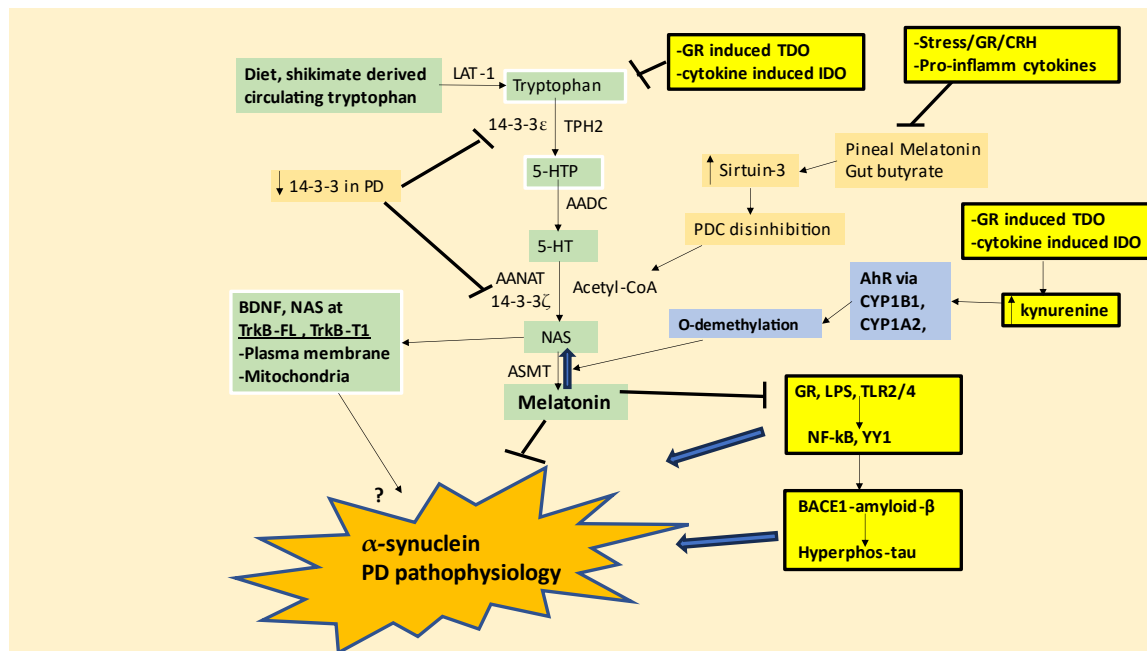 -GR induced TDO
-cytokine induced IDO
-Stress/GR/CRH
-Pro-inflamm cytokines
Diet, shikimate derived
circulating tryptophan
LAT-1
Tryptophan
14-3-3ε
TPH2
Pineal Melatonin
Gut butyrate
↑ Sirtuin-3
↓ 14-3-3 in PD
5-HTP
AADC
PDC disinhibition
-GR induced TDO
-cytokine induced IDO
5-HT
AANAT
14-3-3ζ
Acetyl-CoA
AhR via
CYP1B1,
CYP1A2,
↑ kynurenine
BDNF, NAS at
TrkB-FL , TrkB-T1
-Plasma membrane
-Mitochondria
O-demethylation
NAS
ASMT
Melatonin
GR, LPS, TLR2/4
NF-kB, YY1
?
BACE1-amyloid-β
Hyperphos-tau
α-synuclein
PD pathophysiology